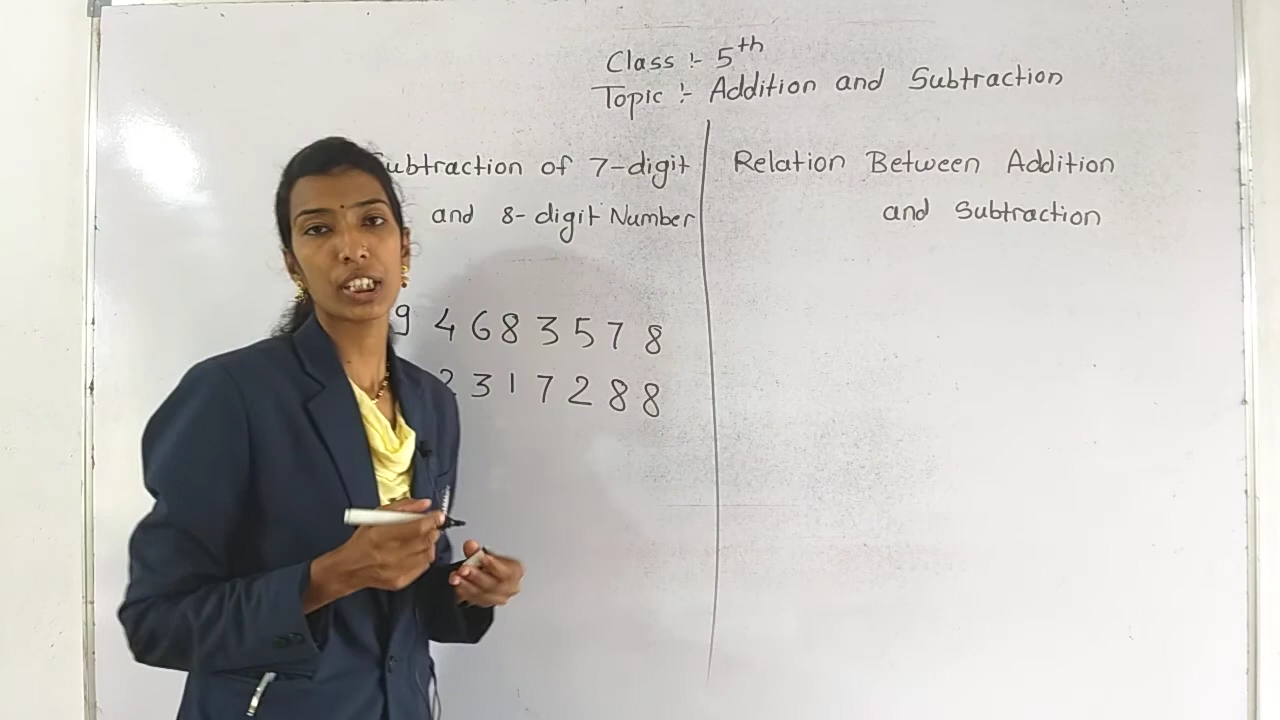 Class :- 5th
Topic :- Addition and Subtraction
Subtraction of 7-digit
and 8-digit Number
Relation Between Addition
and Subtraction
9 4 6 8 3 5 7 8
2 3 1 7 2 8 8